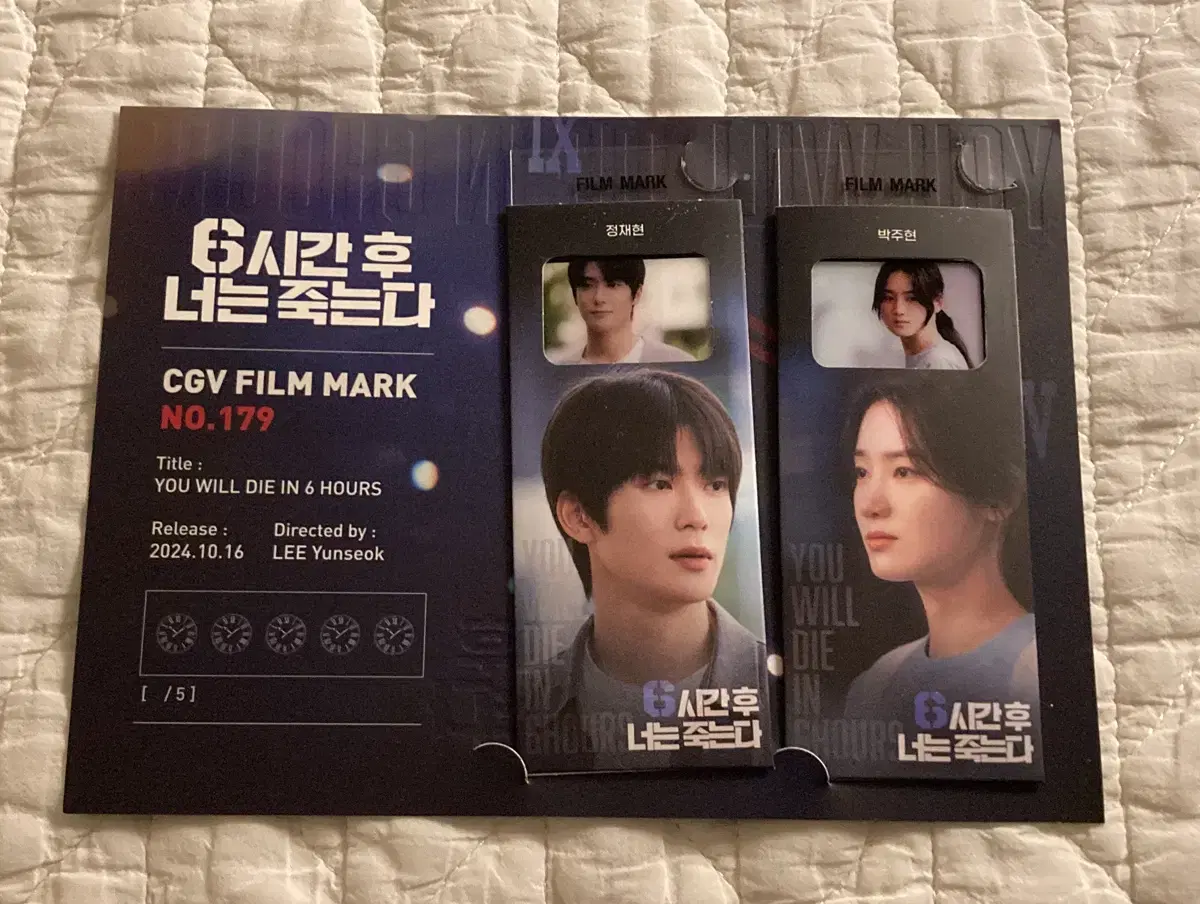 6시간 후
너는 죽는다
CGV FILM MARK
NO.179
Title :
YOU WILL DIE IN 6 HOURS
Release :
2024.10.16
Directed by :
LEE Yunseok
[ /5]
FILM MARK
정재현
YOU
WILL
DIE
IN
6HOURS
6시간 후
너는 죽는다
FILM MARK
박주현
YOU
WILL
DIE
IN
6HOURS
6시간 후
너는 죽는다